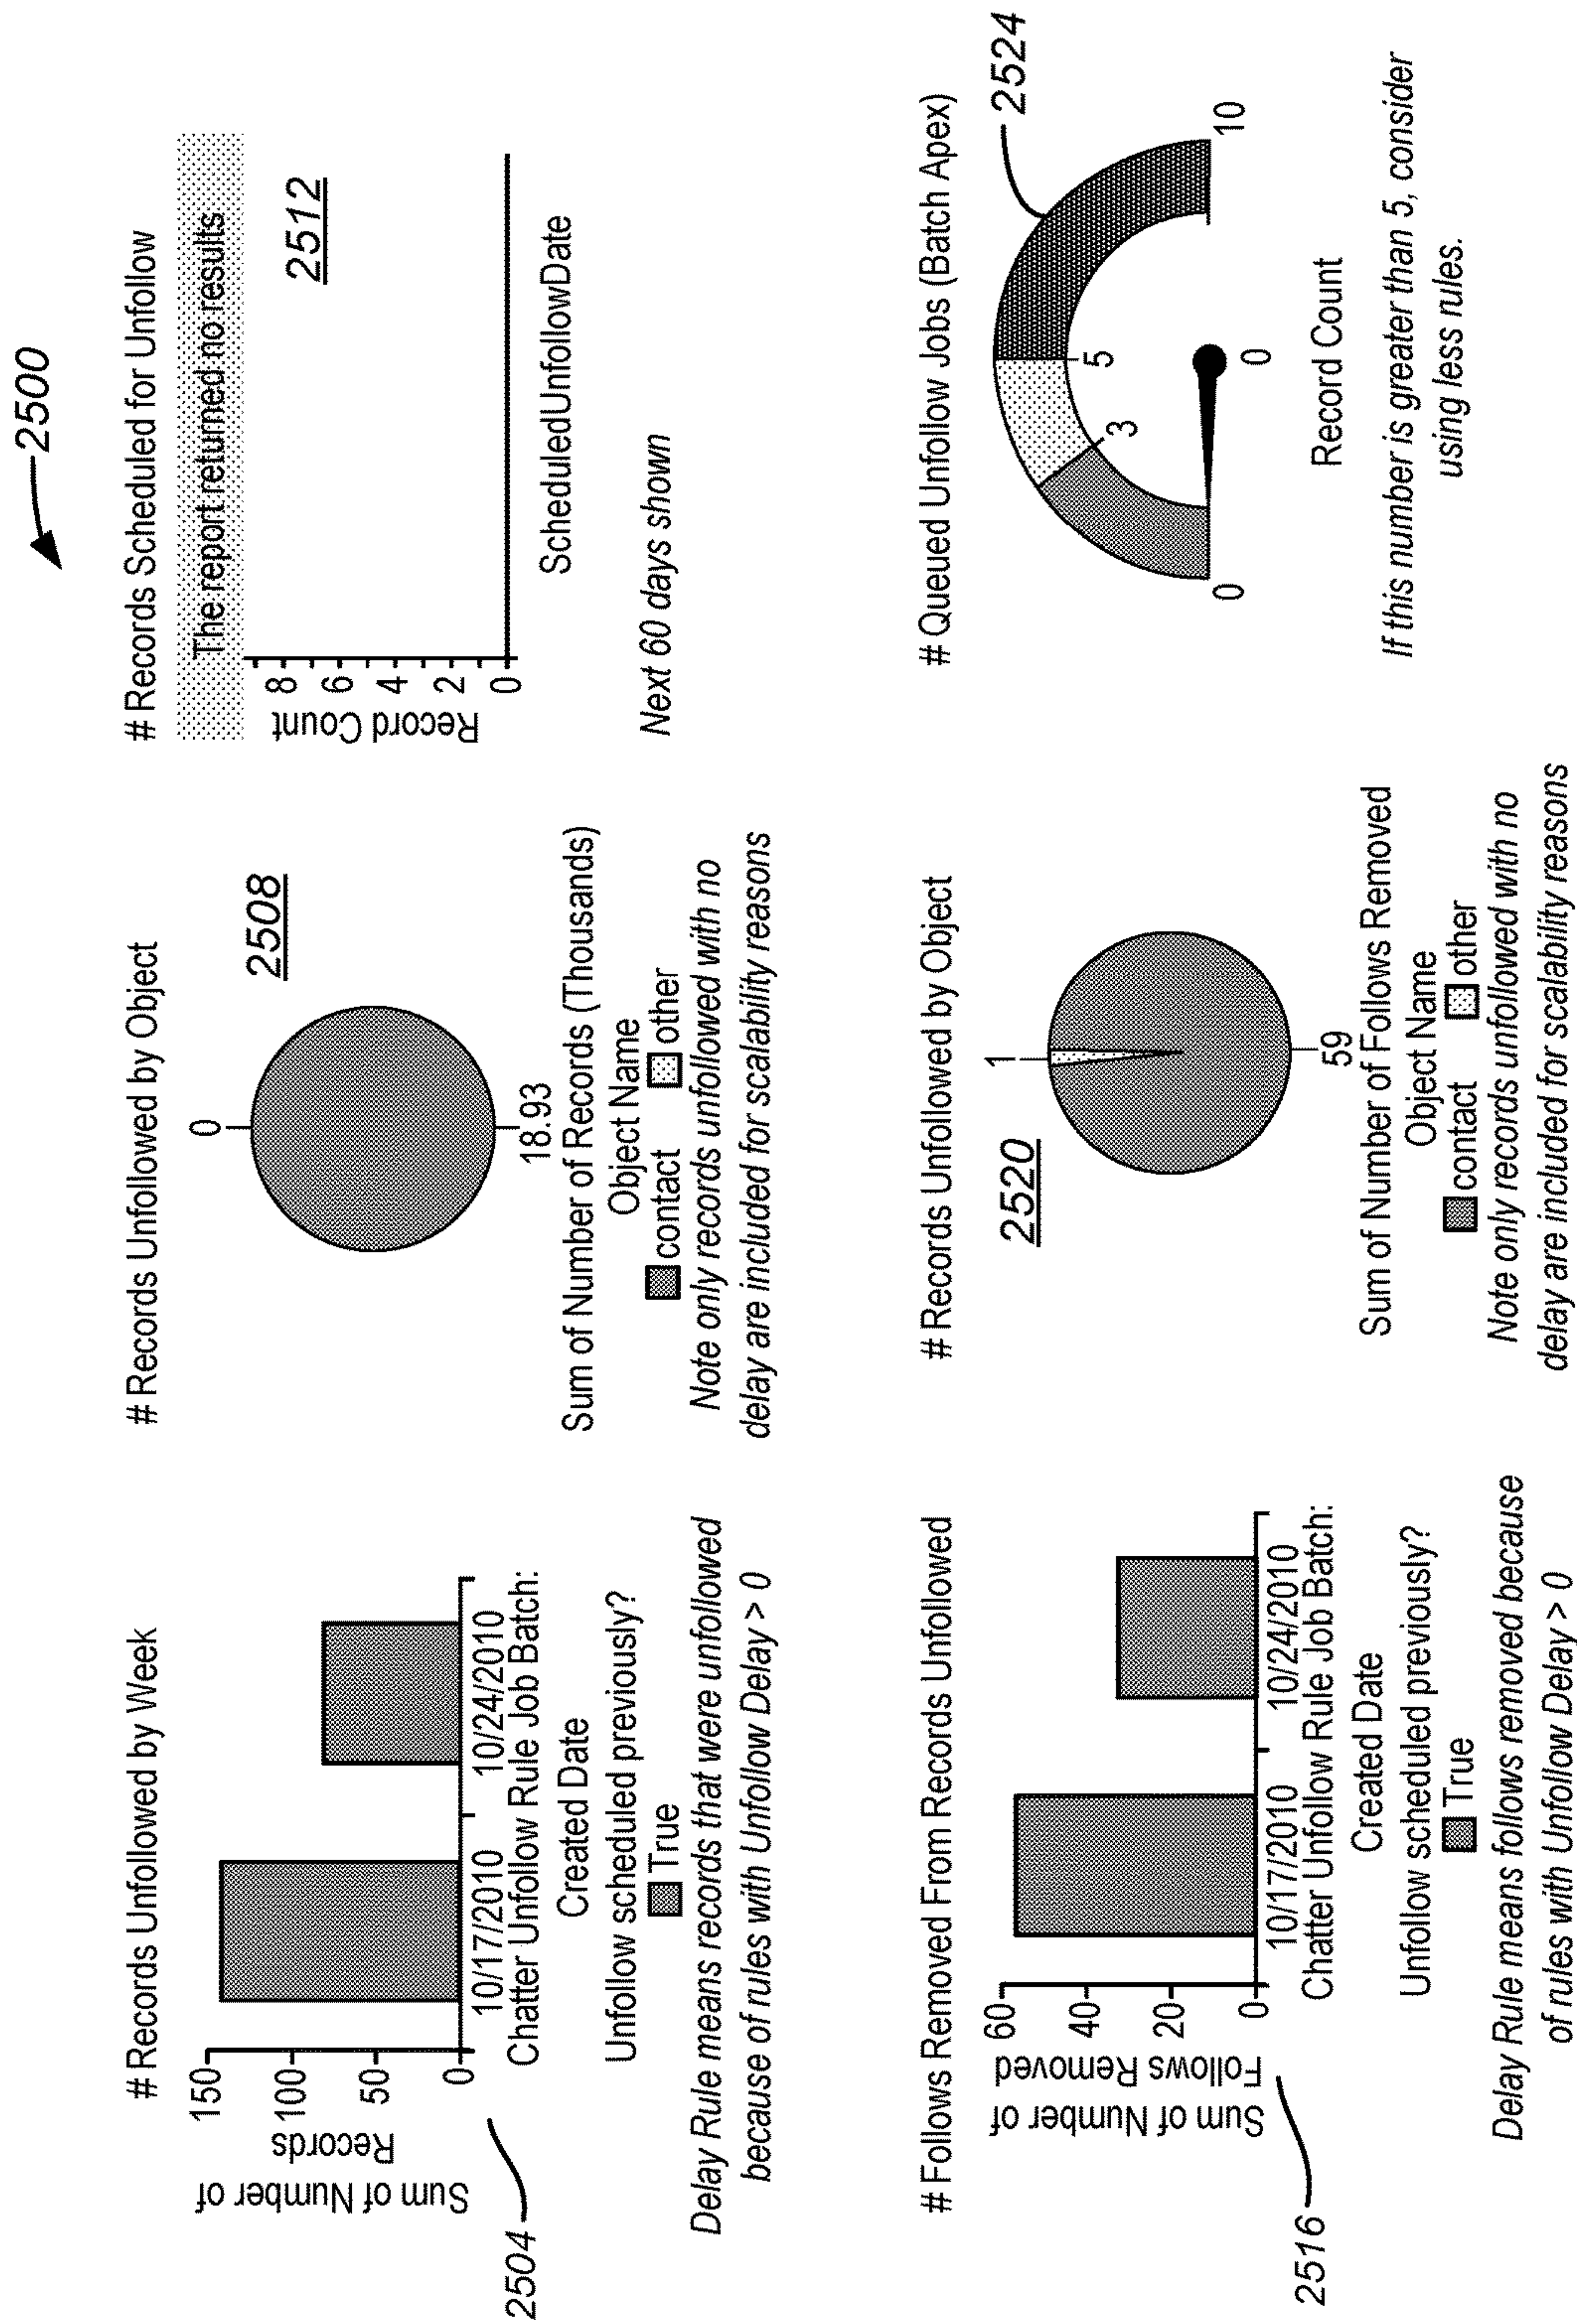 2500
# Records Unfollowed by Week
150
100
50
0
Sum of Number of
Records
10/17/2010 10/24/2010
Chatter Unfollow Rule Job Batch:
Created Date
Unfollow scheduled previously?
True
Delay Rule means records that were unfollowed
because of rules with Unfollow Delay > 0
2504
# Records Unfollowed by Object
0
2508
18.93
Sum of Number of Records (Thousands)
Object Name
contact other
Note only records unfollowed with no
delay are included for scalability reasons
# Records Scheduled for Unfollow
The report returned no results
2512
8
6
4
2
0
Record Count
ScheduledUnfollowDate
Next 60 days shown
# Follows Removed From Records Unfollowed
60
40
20
0
Sum of Number of
Follows Removed
10/17/2010 10/24/2010
Chatter Unfollow Rule Job Batch:
Created Date
Unfollow scheduled previously?
True
Delay Rule means follows removed because
of rules with Unfollow Delay > 0
2516
# Records Unfollowed by Object
1
2520
59
Sum of Number of Follows Removed
Object Name
contact other
Note only records unfollowed with no
delay are included for scalability reasons
# Queued Unfollow Jobs (Batch Apex)
2524
5
3
0 0 10
Record Count
If this number is greater than 5, consider
using less rules.